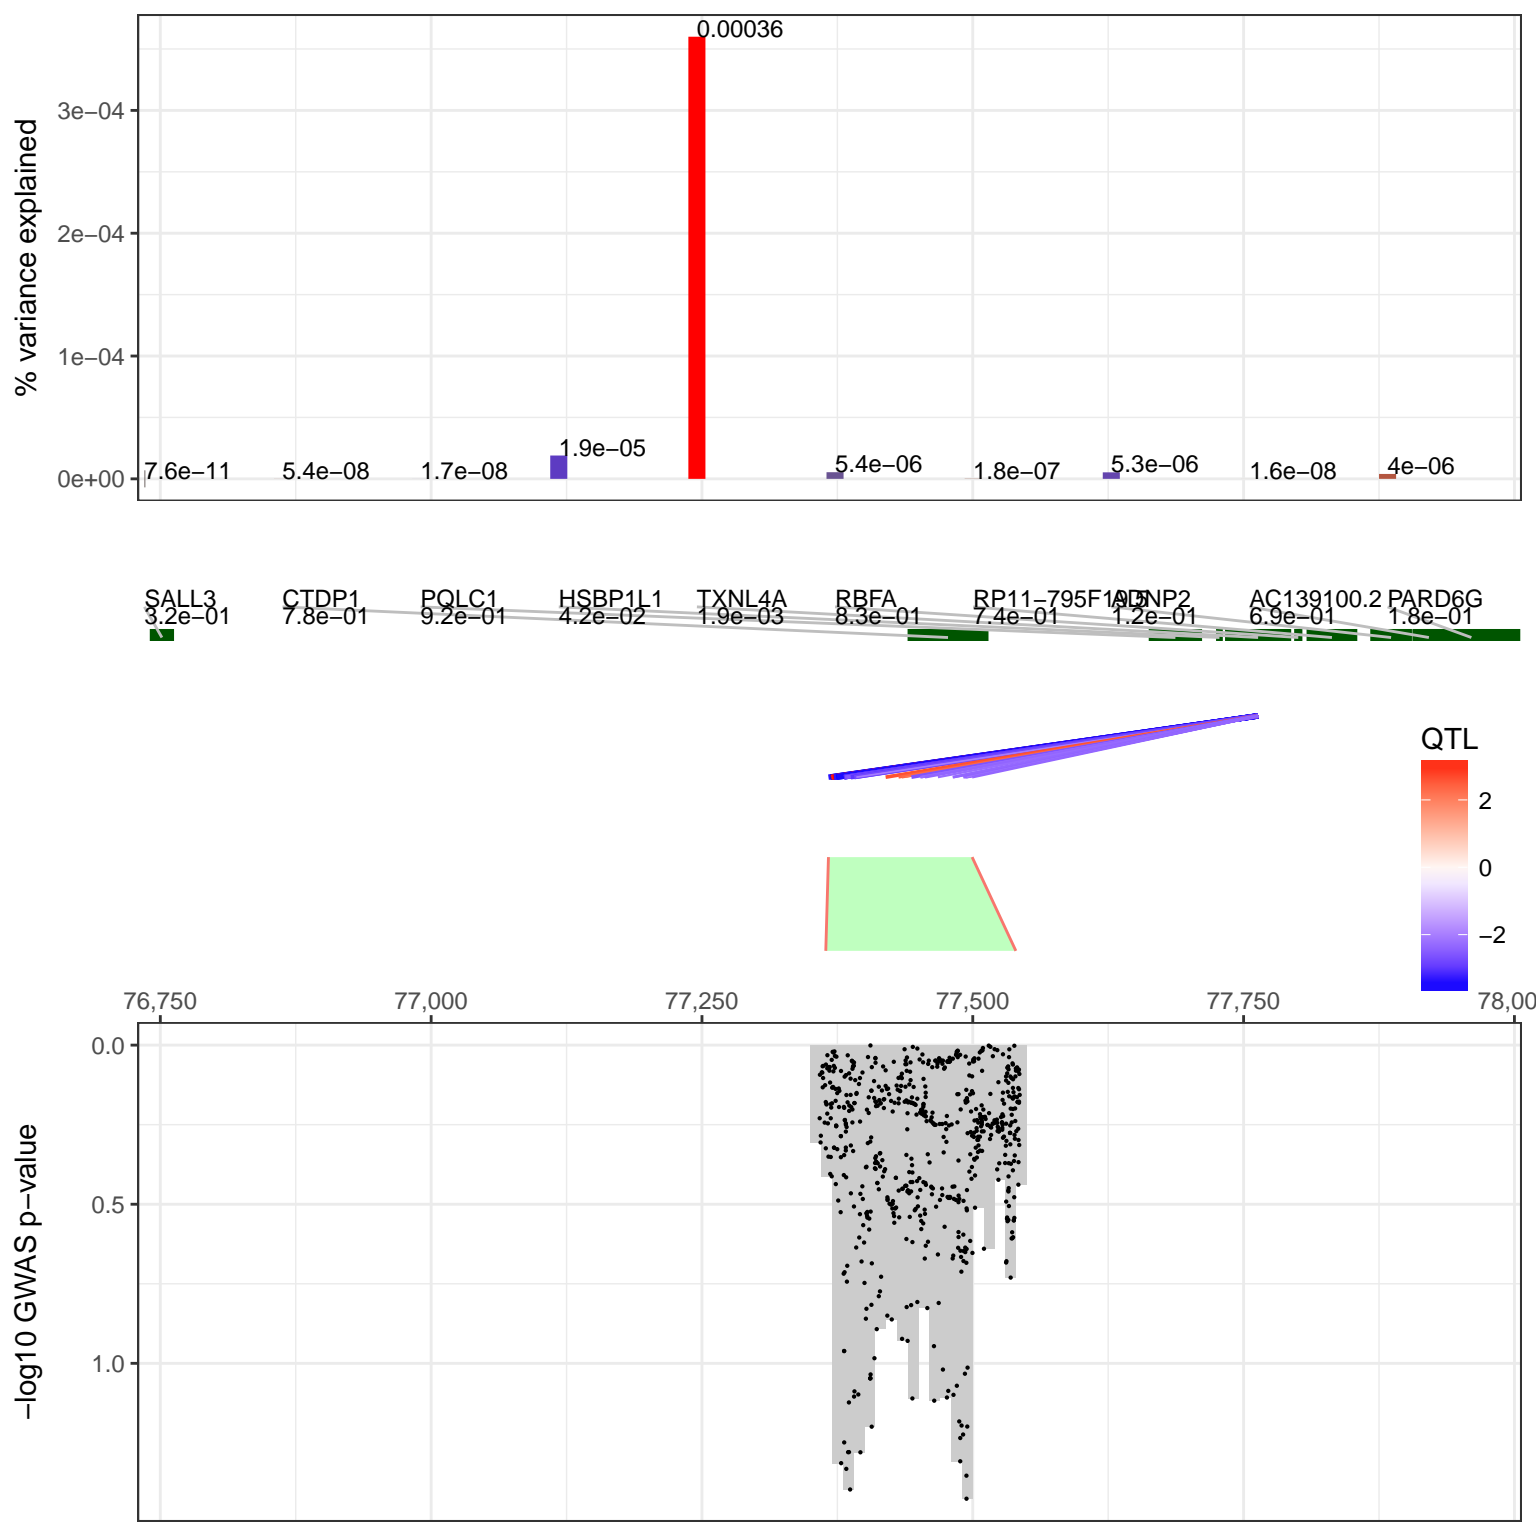 0.00036
3e−04
2e−04
1e−04
0e+00
% variance explained
7.6e−11 5.4e−08 1.7e−08 1.9e−05 5.4e−06 1.8e−07 5.3e−06 1.6e−08 4e−06
SALL3 CTDP1 PQLC1 HSBP1L1 TXNL4A RBFA RP11−795F19.5 ADNP2 AC139100.2 PARD6G
3.2e−01 7.8e−01 9.2e−01 4.2e−02 1.9e−03 8.3e−01 7.4e−01 1.2e−01 6.9e−01 1.8e−01
QTL
2
0
−2
76,750 77,000 77,250 77,500 77,750 78,00
0.0
0.5
1.0
−log10 GWAS p−value